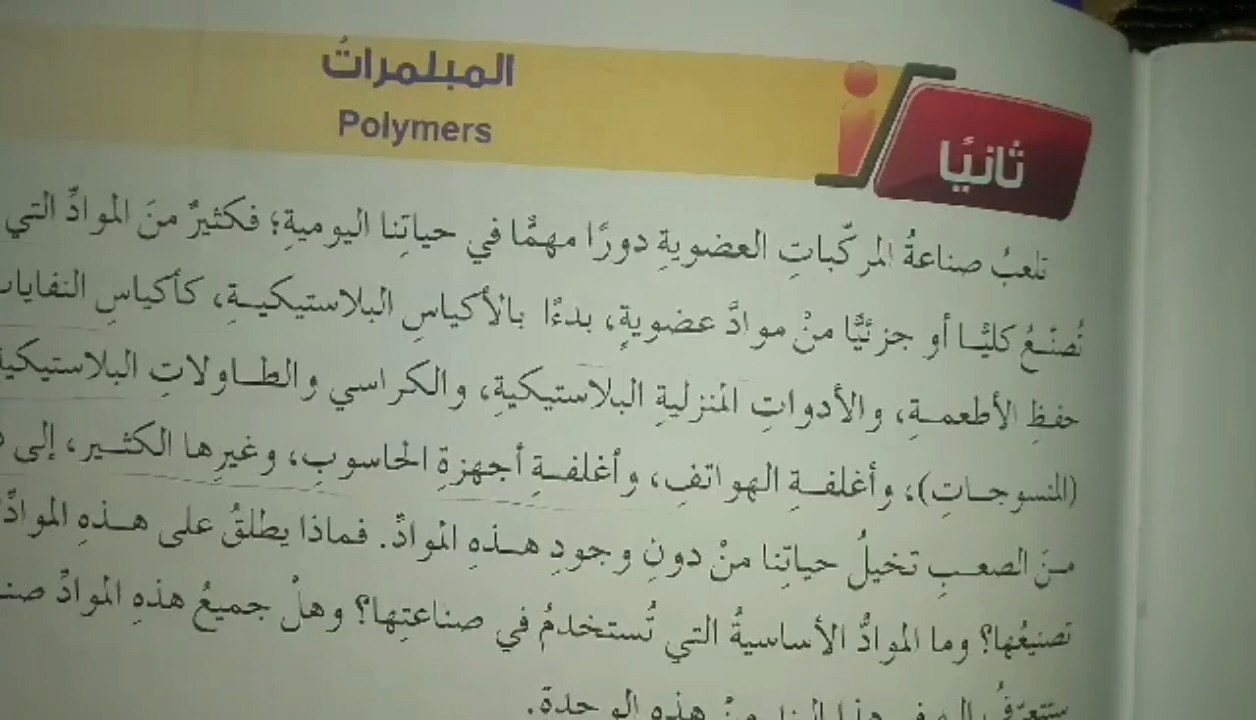 ثانيًا
المبلمراتُ
Polymers
تلعبُ صناعةُ المركّباتِ العضويةِ دورًا مهمًّا في حياتِنا اليوميةِ؛ فكثيرٌ منَ الموادِّ التي
تُصنّعُ كليًّا أو جزئيًّا منْ موادَّ عضويةٍ، بدءًا بالأكياسِ البلاستيكيةِ، كأكياسِ
حفظِ الأطعمةِ، والأدواتِ المنزليةِ البلاستيكيةِ، والكراسي والطاولاتِ
(المنسوجاتِ)، وأغلفةِ الهواتفِ، وأغلفةِ أجهزةِ الحاسوبِ، وغيرِها الكثير، إلى
منَ الصعبِ تخيلُ حياتِنا منْ دونِ وجودِ هذهِ الموادِّ. فماذا يطلقُ على هذهِ الموادِّ
تصنيعُها؟ وما الموادُّ الأساسيةُ التي تُستخدمُ في صناعتِها؟ وهلْ جميعُ هذهِ الموادِّ
هذهِ الوحدةِ.